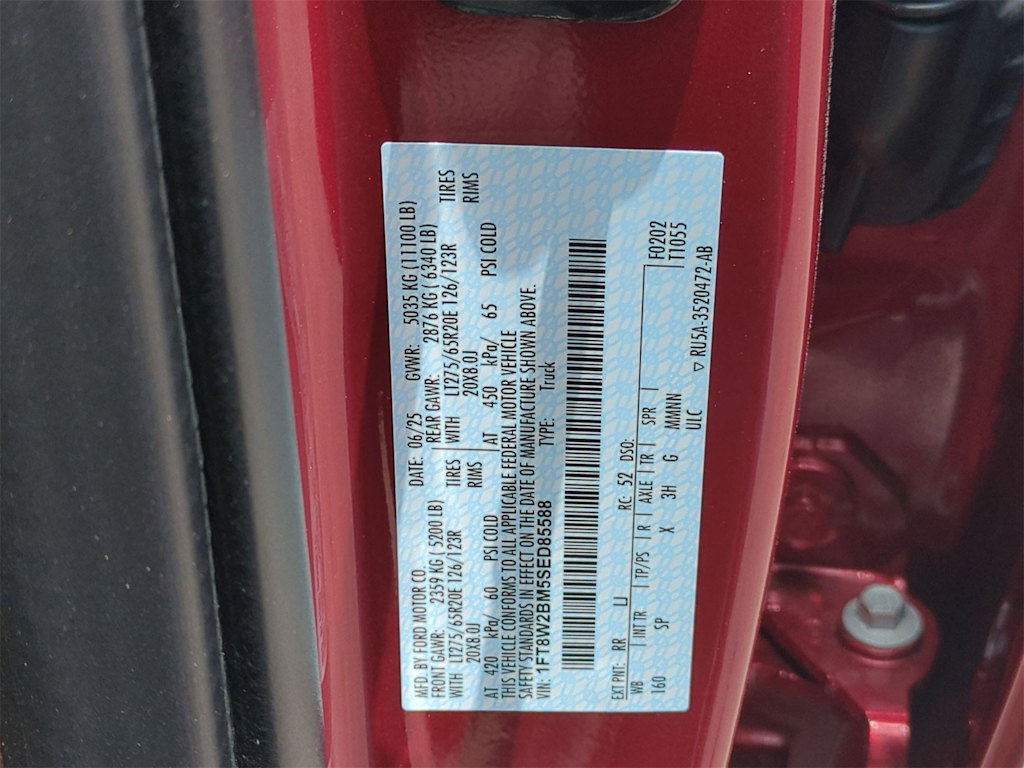 MFD. BY FORD MOTOR CO. DATE: 06/25 GVWR: 5035 KG (11100 LB)
FRONT GAWR: 2359 KG (5200 LB) REAR GAWR: 2876 KG (6340 LB)
WITH LT275/65R20E 126/123R TIRES WITH LT275/65R20E 126/123R TIRES
20X8.0J RIMS 20X8.0J RIMS
AT 420 kPa/ 60 PSI COLD AT 450 kPa/ 65 PSI COLD
THIS VEHICLE CONFORMS TO ALL APPLICABLE FEDERAL MOTOR VEHICLE
SAFETY STANDARDS IN EFFECT ON THE DATE OF MANUFACTURE SHOWN ABOVE.
VIN: 1FT8W2BM5SED85588 TYPE: Truck
EXT PNT: RR LJ RC: 52 DSO: F0202
WB INT TR TP/PS R AXLE TR SPR T1055
160 SP X 3H G MMNN
ULC ▽ RU5A-3520472-AB